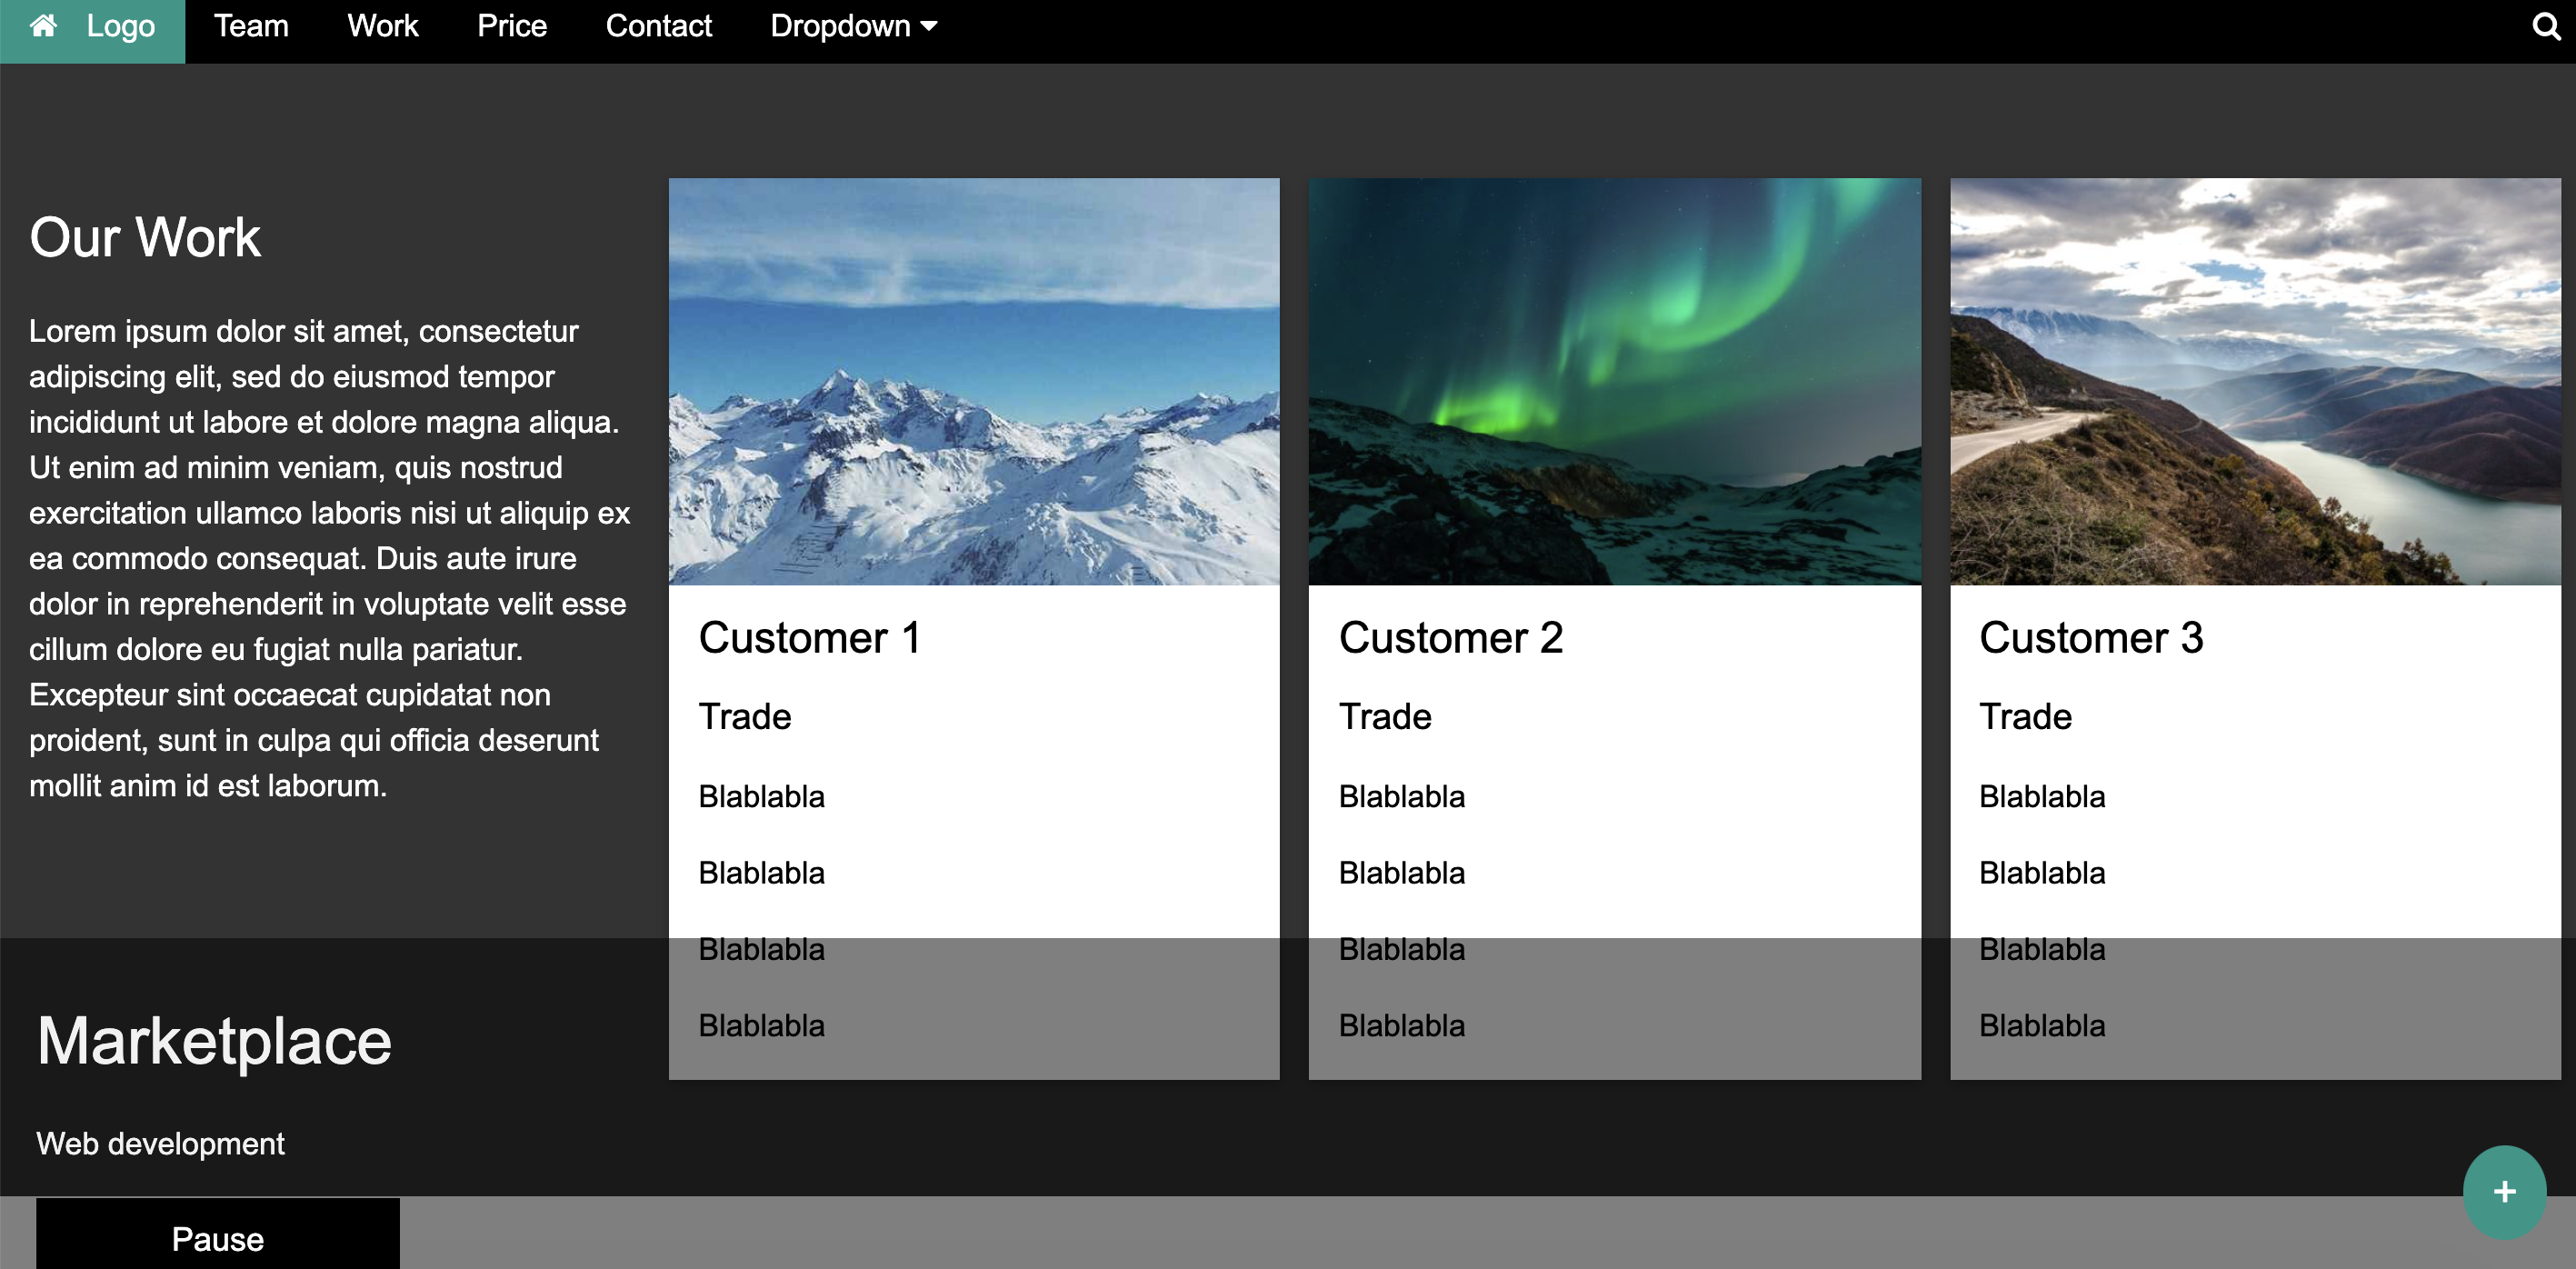 Logo Team Work Price Contact Dropdown
Our Work
Lorem ipsum dolor sit amet, consectetur
adipiscing elit, sed do eiusmod tempor
incididunt ut labore et dolore magna aliqua.
Ut enim ad minim veniam, quis nostrud
exercitation ullamco laboris nisi ut aliquip ex
ea commodo consequat. Duis aute irure
dolor in reprehenderit in voluptate velit esse
cillum dolore eu fugiat nulla pariatur.
Excepteur sint occaecat cupidatat non
proident, sunt in culpa qui officia deserunt
mollit anim id est laborum.
Customer 1
Trade
Blablabla
Blablabla
Blablabla
Blablabla
Customer 2
Trade
Blablabla
Blablabla
Blablabla
Blablabla
Customer 3
Trade
Blablabla
Blablabla
Blablabla
Blablabla
Marketplace
Web development
Pause
+